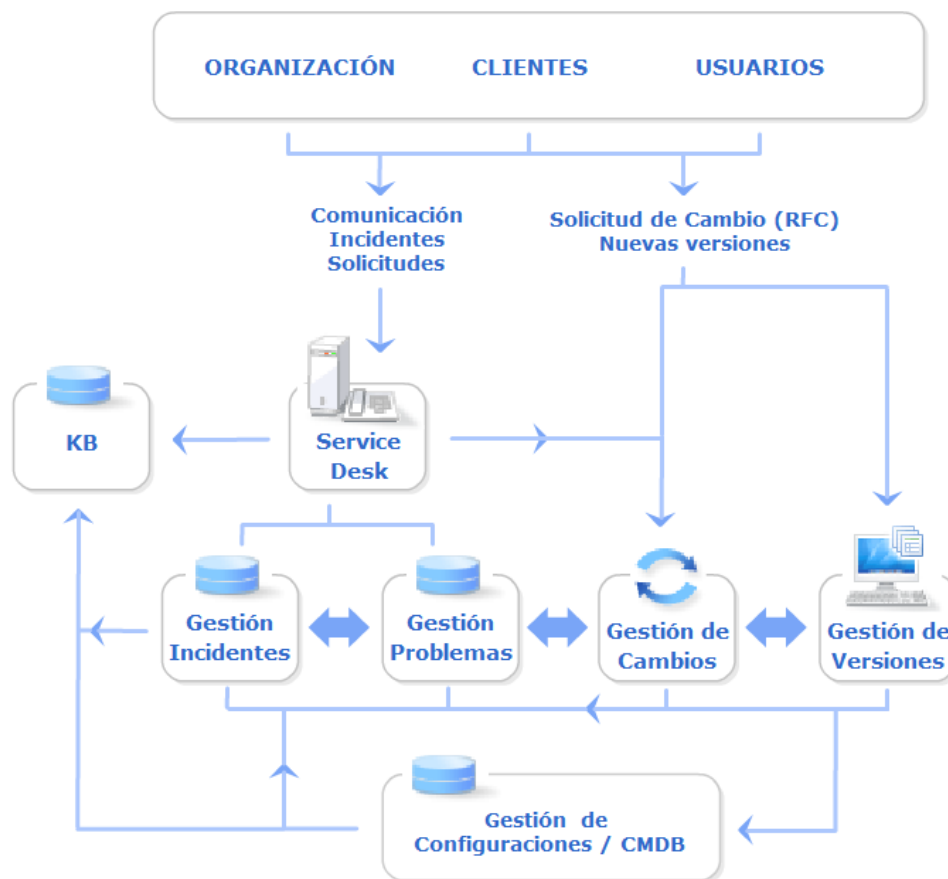 ORGANIZACIÓN CLIENTES USUARIOS
Comunicación
Incidentes
Solicitudes
Solicitud de Cambio (RFC)
Nuevas versiones
KB
Service
Desk
Gestión
Incidentes
Gestión
Problemas
Gestión de
Cambios
Gestión de
Versiones
Gestión de
Configuraciones / CMDB